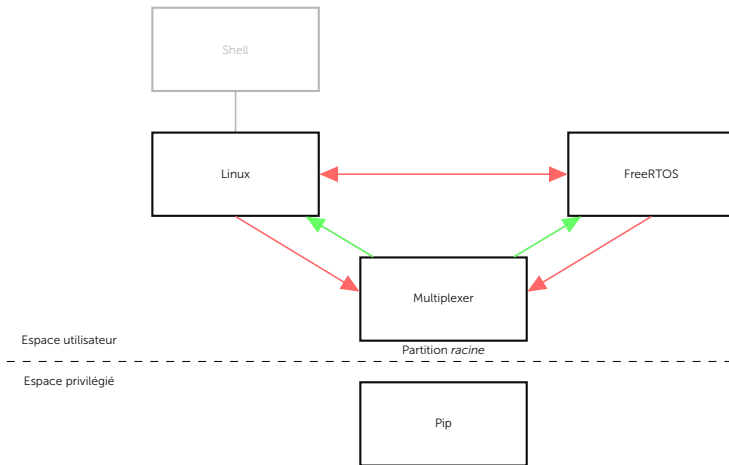 Shell
Linux
FreeRTOS
Multiplexer
Espace utilisateur
Partition racine
Espace privilégié
Pip